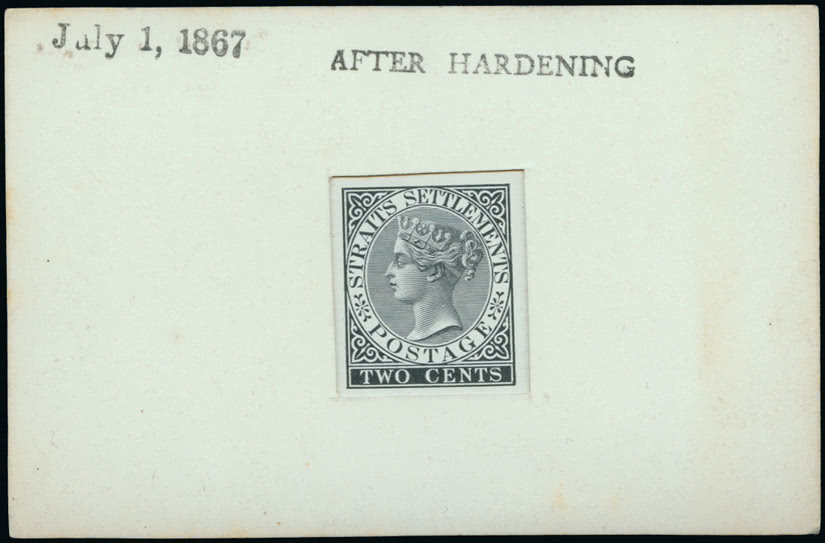 July 1, 1867
AFTER HARDENING
STRAITS SETTLEMENTS
POSTAGE
TWO CENTS